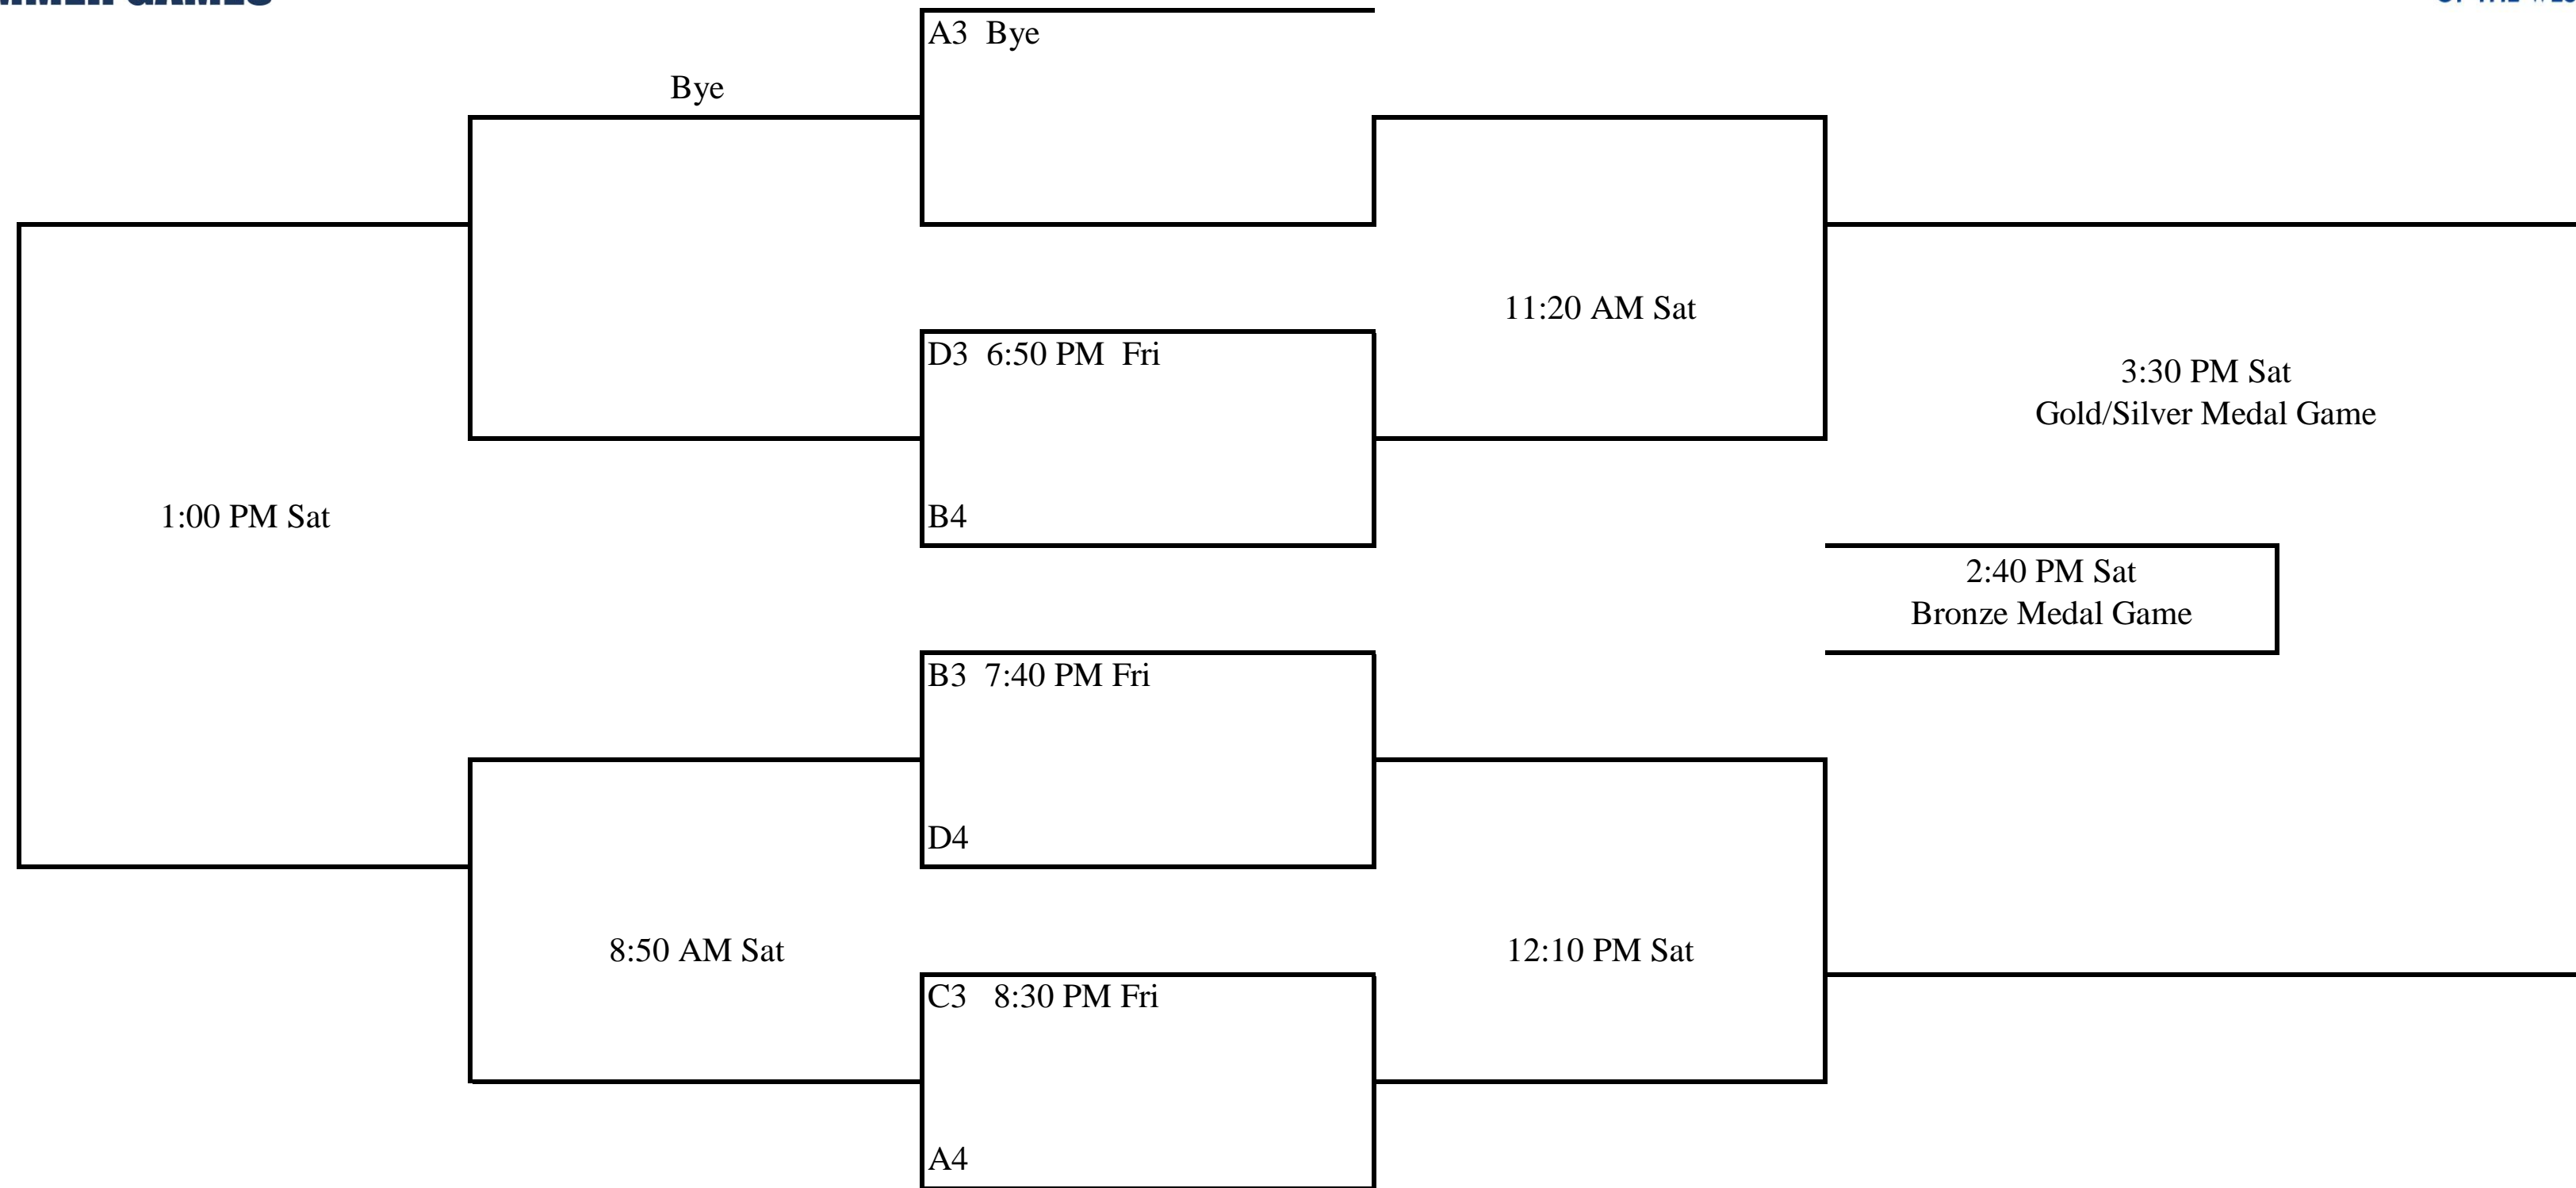 A3 Bye
Bye
11:20 AM Sat
D3 6:50 PM Fri
3:30 PM Sat
Gold/Silver Medal Game
1:00 PM Sat
B4
2:40 PM Sat
Bronze Medal Game
B3 7:40 PM Fri
D4
8:50 AM Sat
12:10 PM Sat
C3 8:30 PM Fri
A4